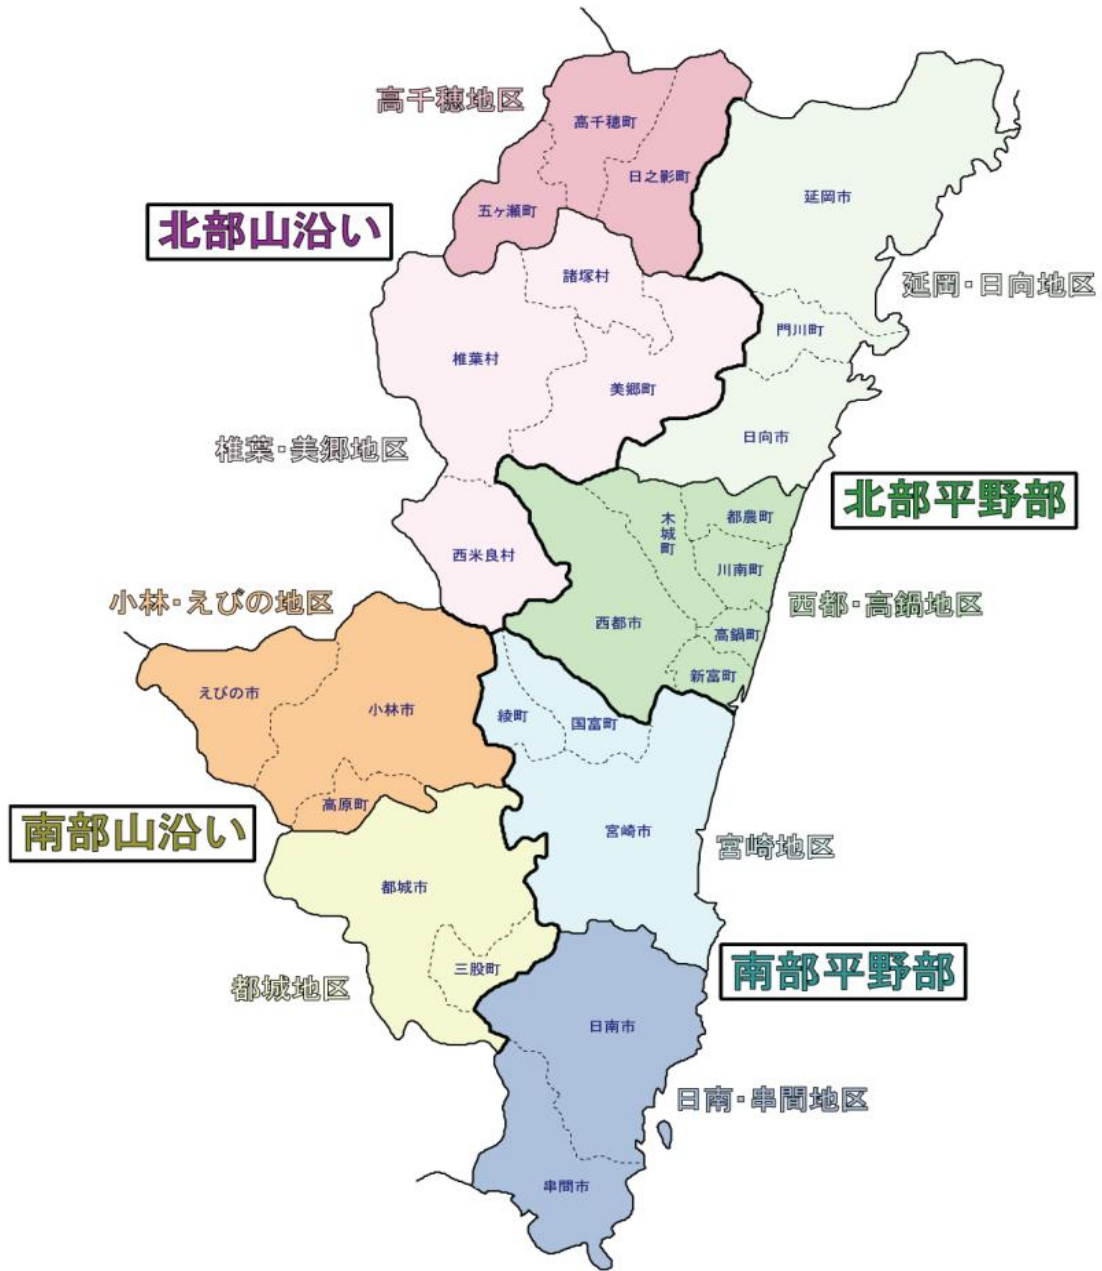 高千穂地区
高千穂町
日之影町
延岡市
五ヶ瀬町
北部山沿い
諸塚村
延岡・日向地区
門川町
椎葉村
美郷町
日向市
椎葉・美郷地区
北部平野部
木城町
都農町
西米良村
川南町
小林・えびの地区
西都・高鍋地区
西都市
高鍋町
新富町
えびの市
小林市
綾町
国富町
高原町
南部山沿い
宮崎市
宮崎地区
都城市
三股町
南部平野部
都城地区
日南市
日南・串間地区
串間市